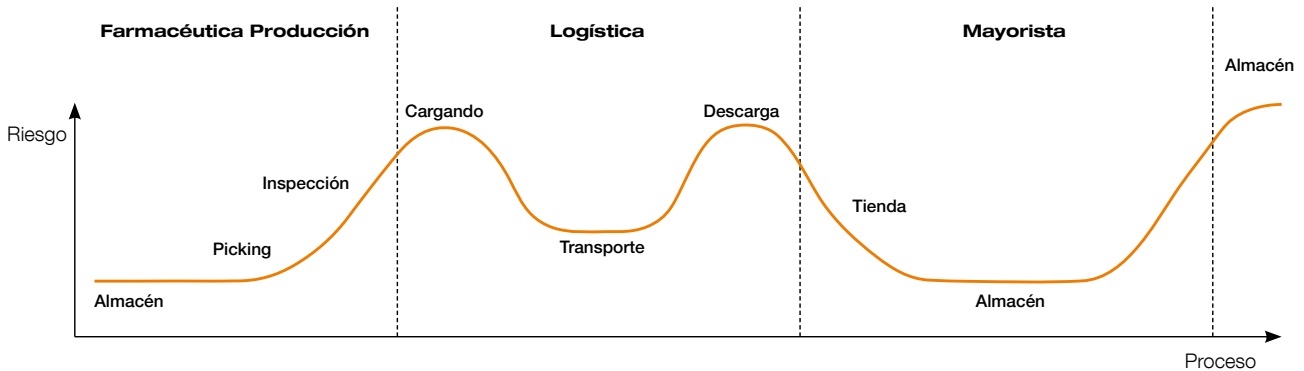 Farmacéutica Producción
Logística
Mayorista
Almacén
Riesgo
Cargando
Descarga
Inspección
Tienda
Picking
Transporte
Almacén
Almacén
Proceso